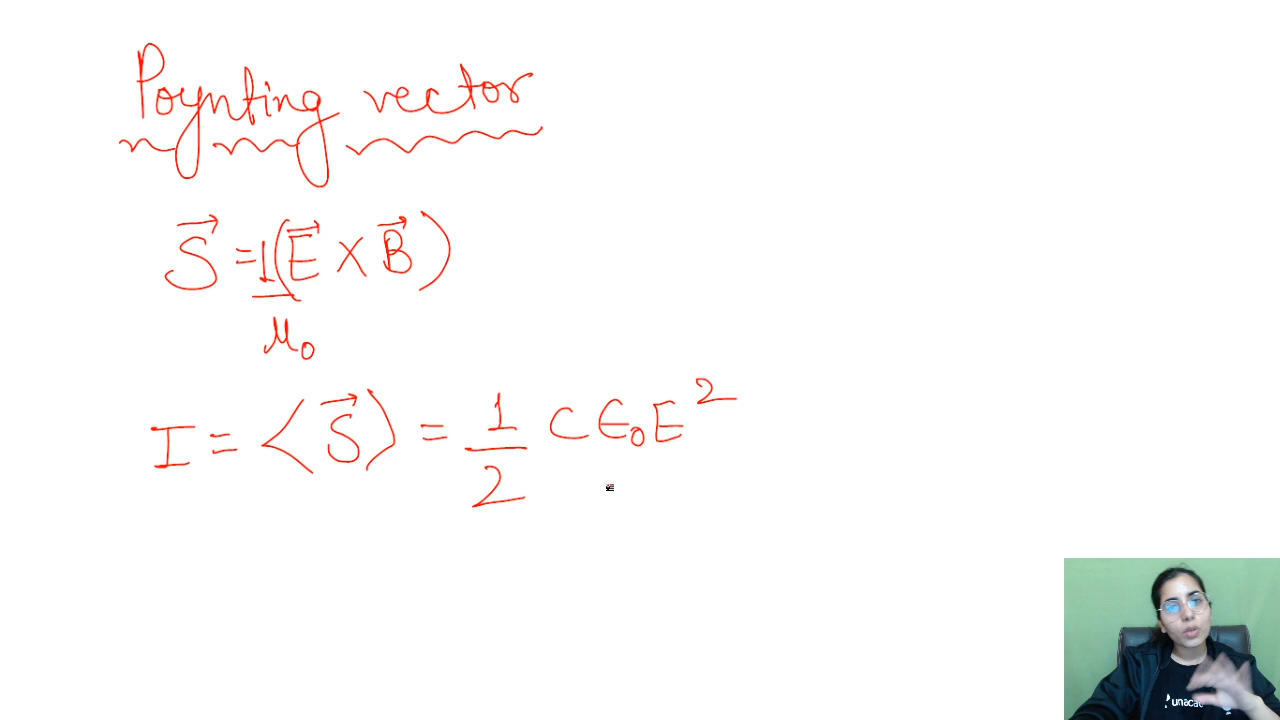 Poynting vector
S⃗ = 1/μ₀ (E⃗ × B⃗)
I = ⟨S⃗⟩ = 1/2 C ϵ₀ E²